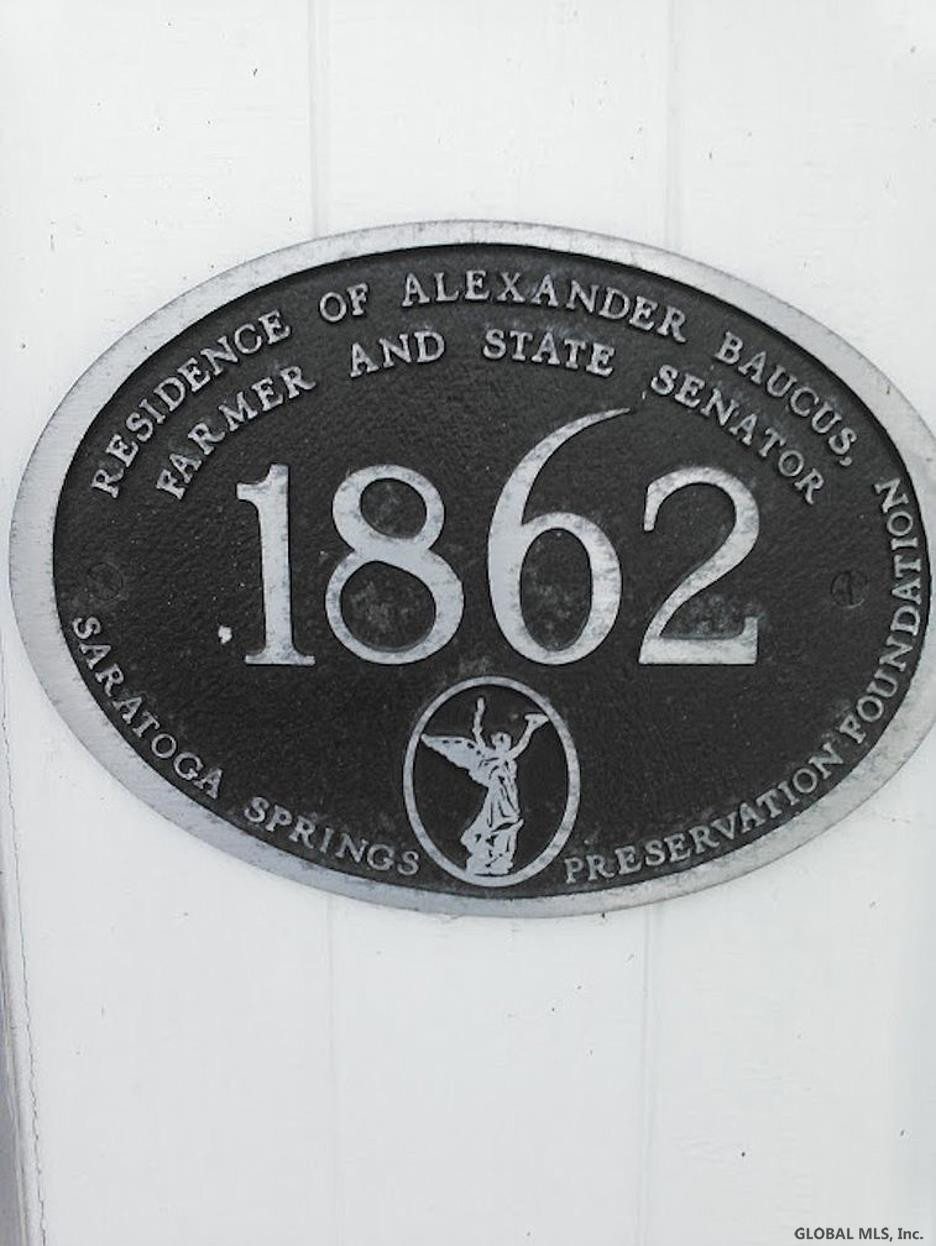 RESIDENCE OF ALEXANDER BAUCUS,
FARMER AND STATE SENATOR
1862
SARATOGA SPRINGS PRESERVATION FOUNDATION
GLOBAL MLS, Inc.